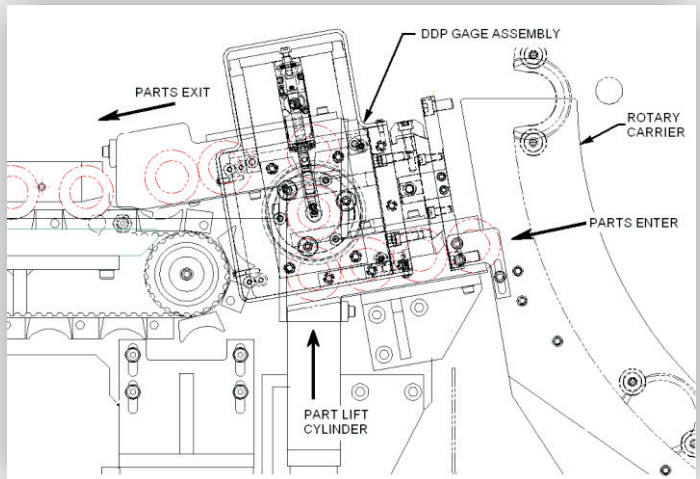 DDP GAGE ASSEMBLY
PARTS EXIT
ROTARY
CARRIER
PARTS ENTER
PART LIFT
CYLINDER